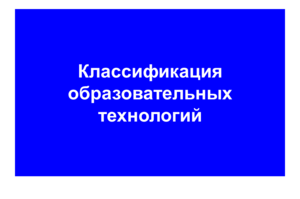 Классификация
образовательных
технологий